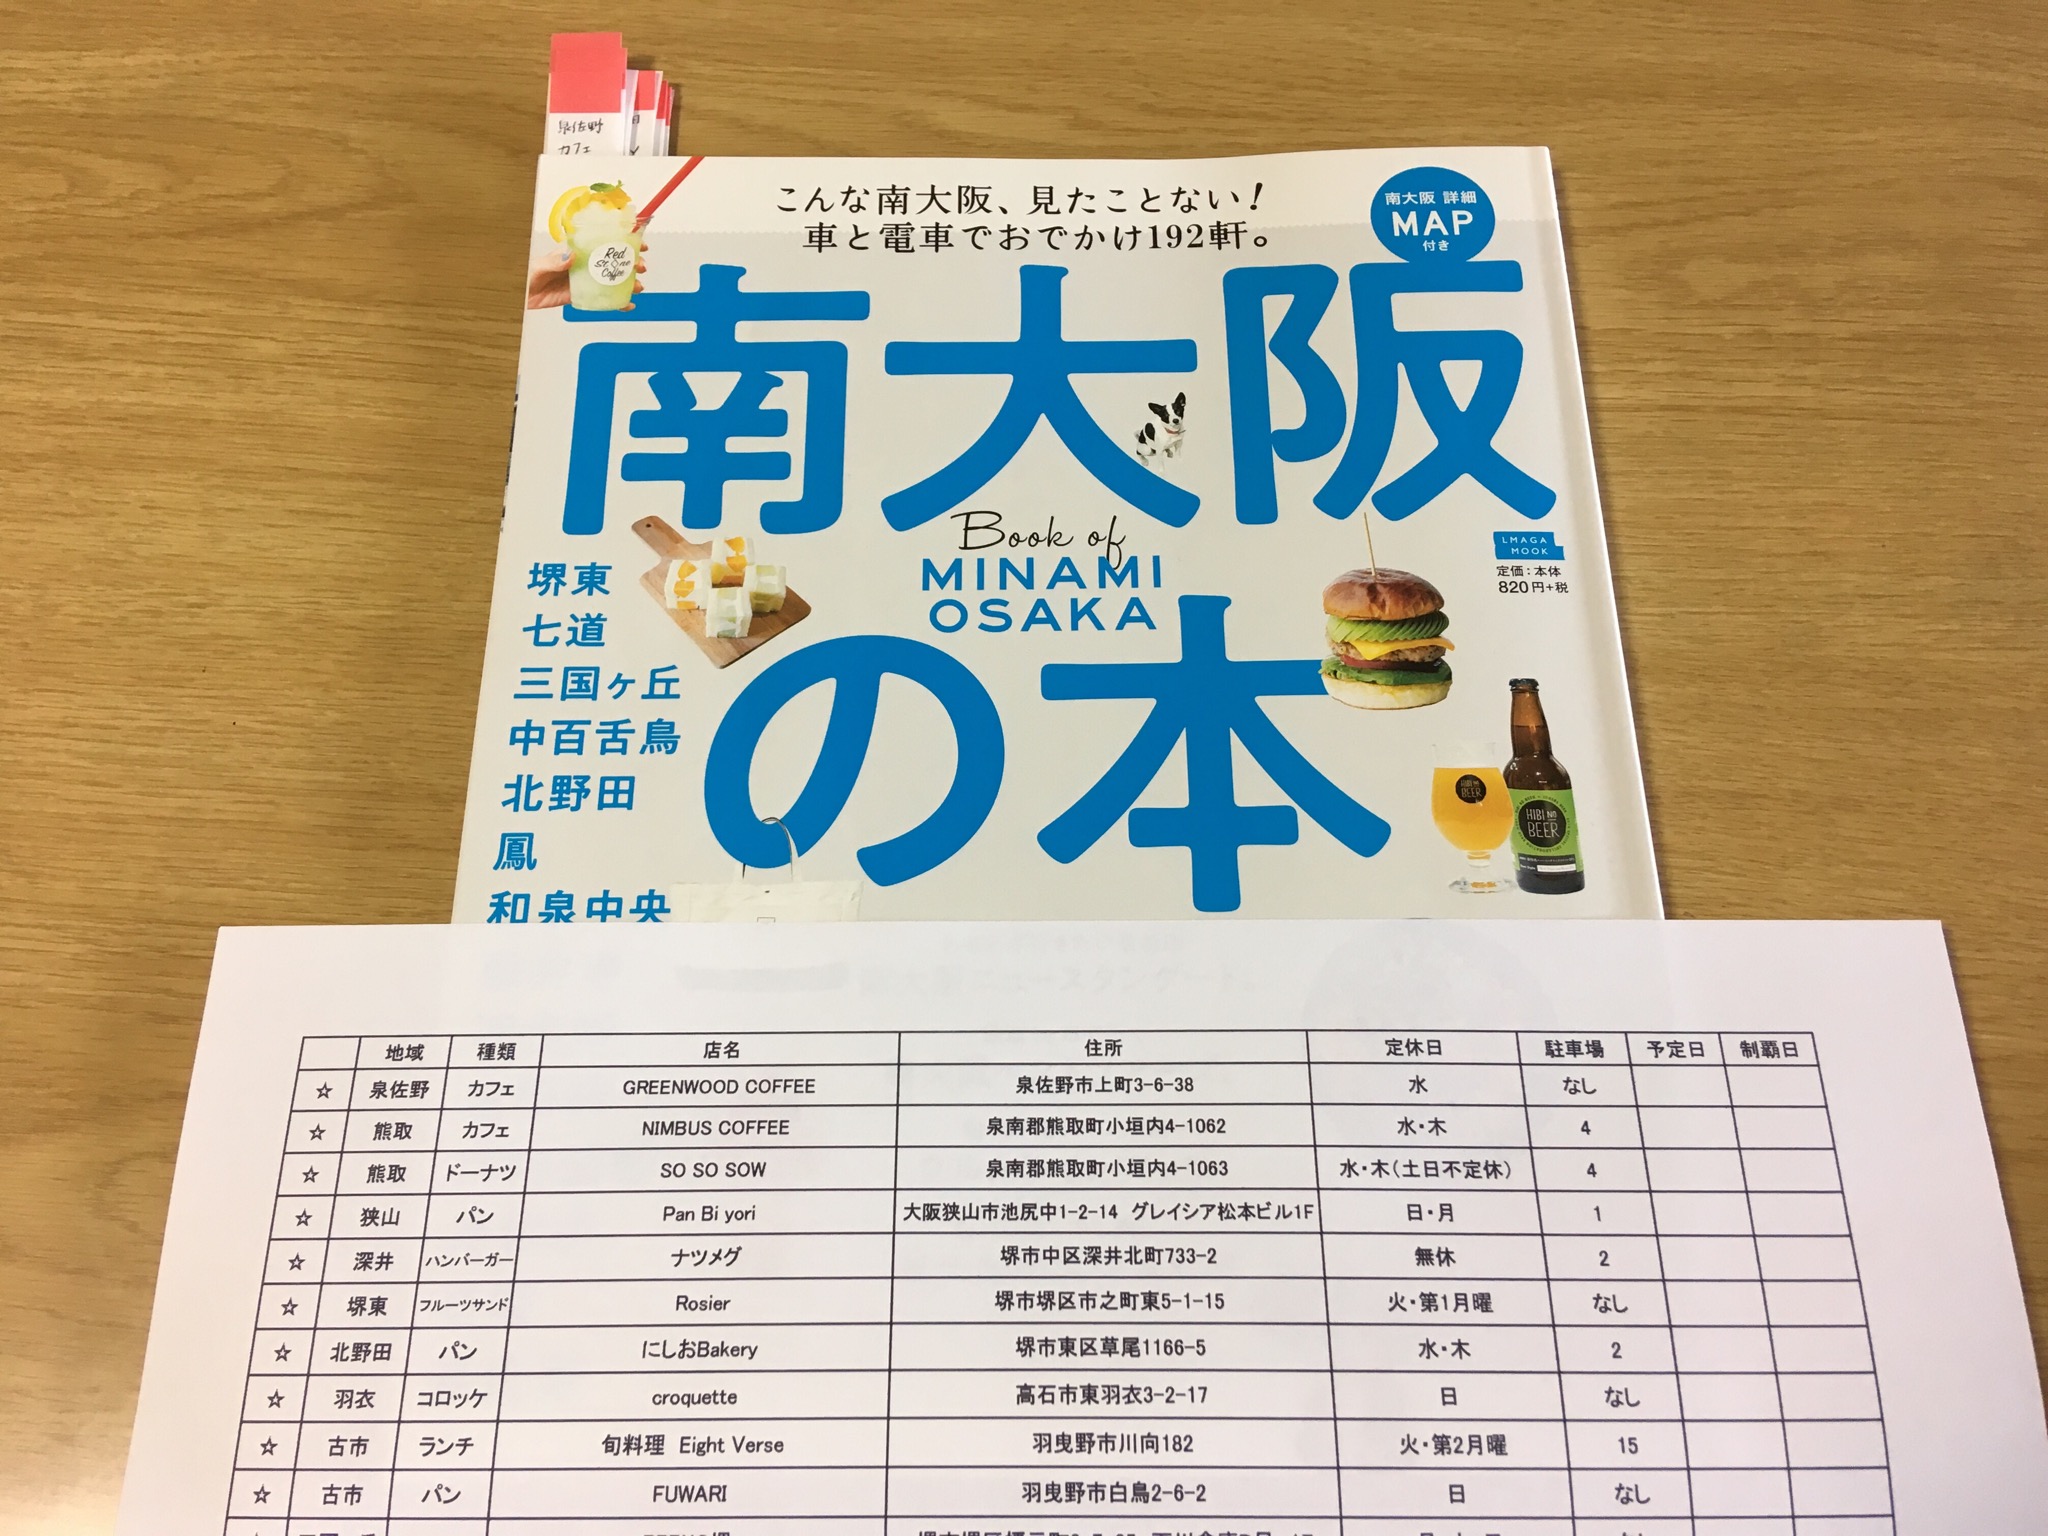 泉佐野
カフェ
こんな南大阪、見たことない!
車と電車でおでかけ192軒。
南大阪 詳細
MAP
付き
Red
Stone
Coffee
南大阪
Book of
MINAMI
OSAKA
の本
LMAGA
MOOK
定価:本体
820円+税
堺東
七道
三国ヶ丘
中百舌鳥
北野田
鳳
和泉中央
HIBI NO
BEER
HIBI NO
BEER
地域 種類 店名 住所 定休日 駐車場 予定日 制覇日
☆ 泉佐野 カフェ GREENWOOD COFFEE 泉佐野市上町3-6-38 水 なし
☆ 熊取 カフェ NIMBUS COFFEE 泉南郡熊取町小垣内4-1062 水・木 4
☆ 熊取 ドーナツ SO SO SOW 泉南郡熊取町小垣内4-1063 水・木(土日不定休) 4
☆ 狭山 パン Pan Bi yori 大阪狭山市池尻中1-2-14 グレイシア松本ビル1F 日・月 1
☆ 深井 ハンバーガー ナツメグ 堺市中区深井北町733-2 無休 2
☆ 堺東 フルーツサンド Rosier 堺市堺区市之町東5-1-15 火・第1月曜 なし
☆ 北野田 パン にしおBakery 堺市東区草尾1166-5 水・木 2
☆ 羽衣 コロッケ croquette 高石市東羽衣3-2-17 日 なし
☆ 古市 ランチ 旬料理 Eight Verse 羽曳野市川向182 火・第2月曜 15
☆ 古市 パン FUWARI 羽曳野市白鳥2-6-2 日 なし